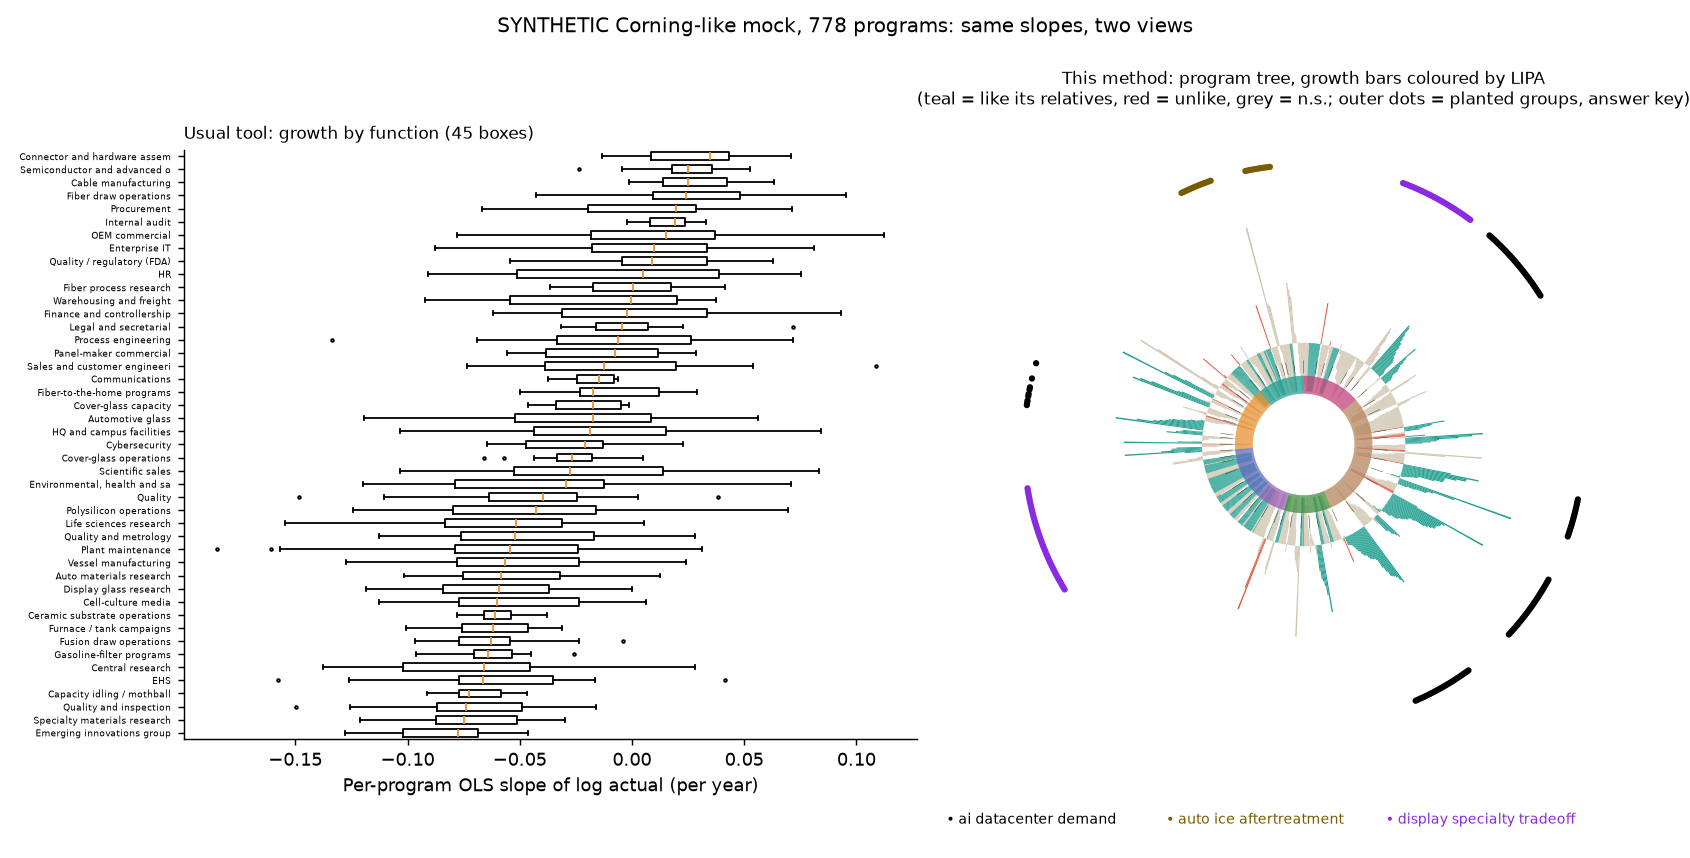 SYNTHETIC Corning-like mock, 778 programs: same slopes, two views
This method: program tree, growth bars coloured by LIPA
(teal = like its relatives, red = unlike, grey = n.s.; outer dots = planted groups, answer key)
Usual tool: growth by function (45 boxes)
Connector and hardware assem
Semiconductor and advanced o
Cable manufacturing
Fiber draw operations
Procurement
Internal audit
OEM commercial
Enterprise IT
Quality / regulatory (FDA)
HR
Fiber process research
Warehousing and freight
Finance and controllership
Legal and secretarial
Process engineering
Panel-maker commercial
Sales and customer engineeri
Communications
Fiber-to-the-home programs
Cover-glass capacity
Automotive glass
HQ and campus facilities
Cybersecurity
Cover-glass operations
Scientific sales
Environmental, health and sa
Quality
Polysilicon operations
Life sciences research
Quality and metrology
Plant maintenance
Vessel manufacturing
Auto materials research
Display glass research
Cell-culture media
Ceramic substrate operations
Furnace / tank campaigns
Fusion draw operations
Gasoline-filter programs
Central research
EHS
Capacity idling / mothball
Quality and inspection
Specialty materials research
Emerging innovations group
−0.15 −0.10 −0.05 0.00 0.05 0.10
Per-program OLS slope of log actual (per year)
• ai datacenter demand • auto ice aftertreatment • display specialty tradeoff